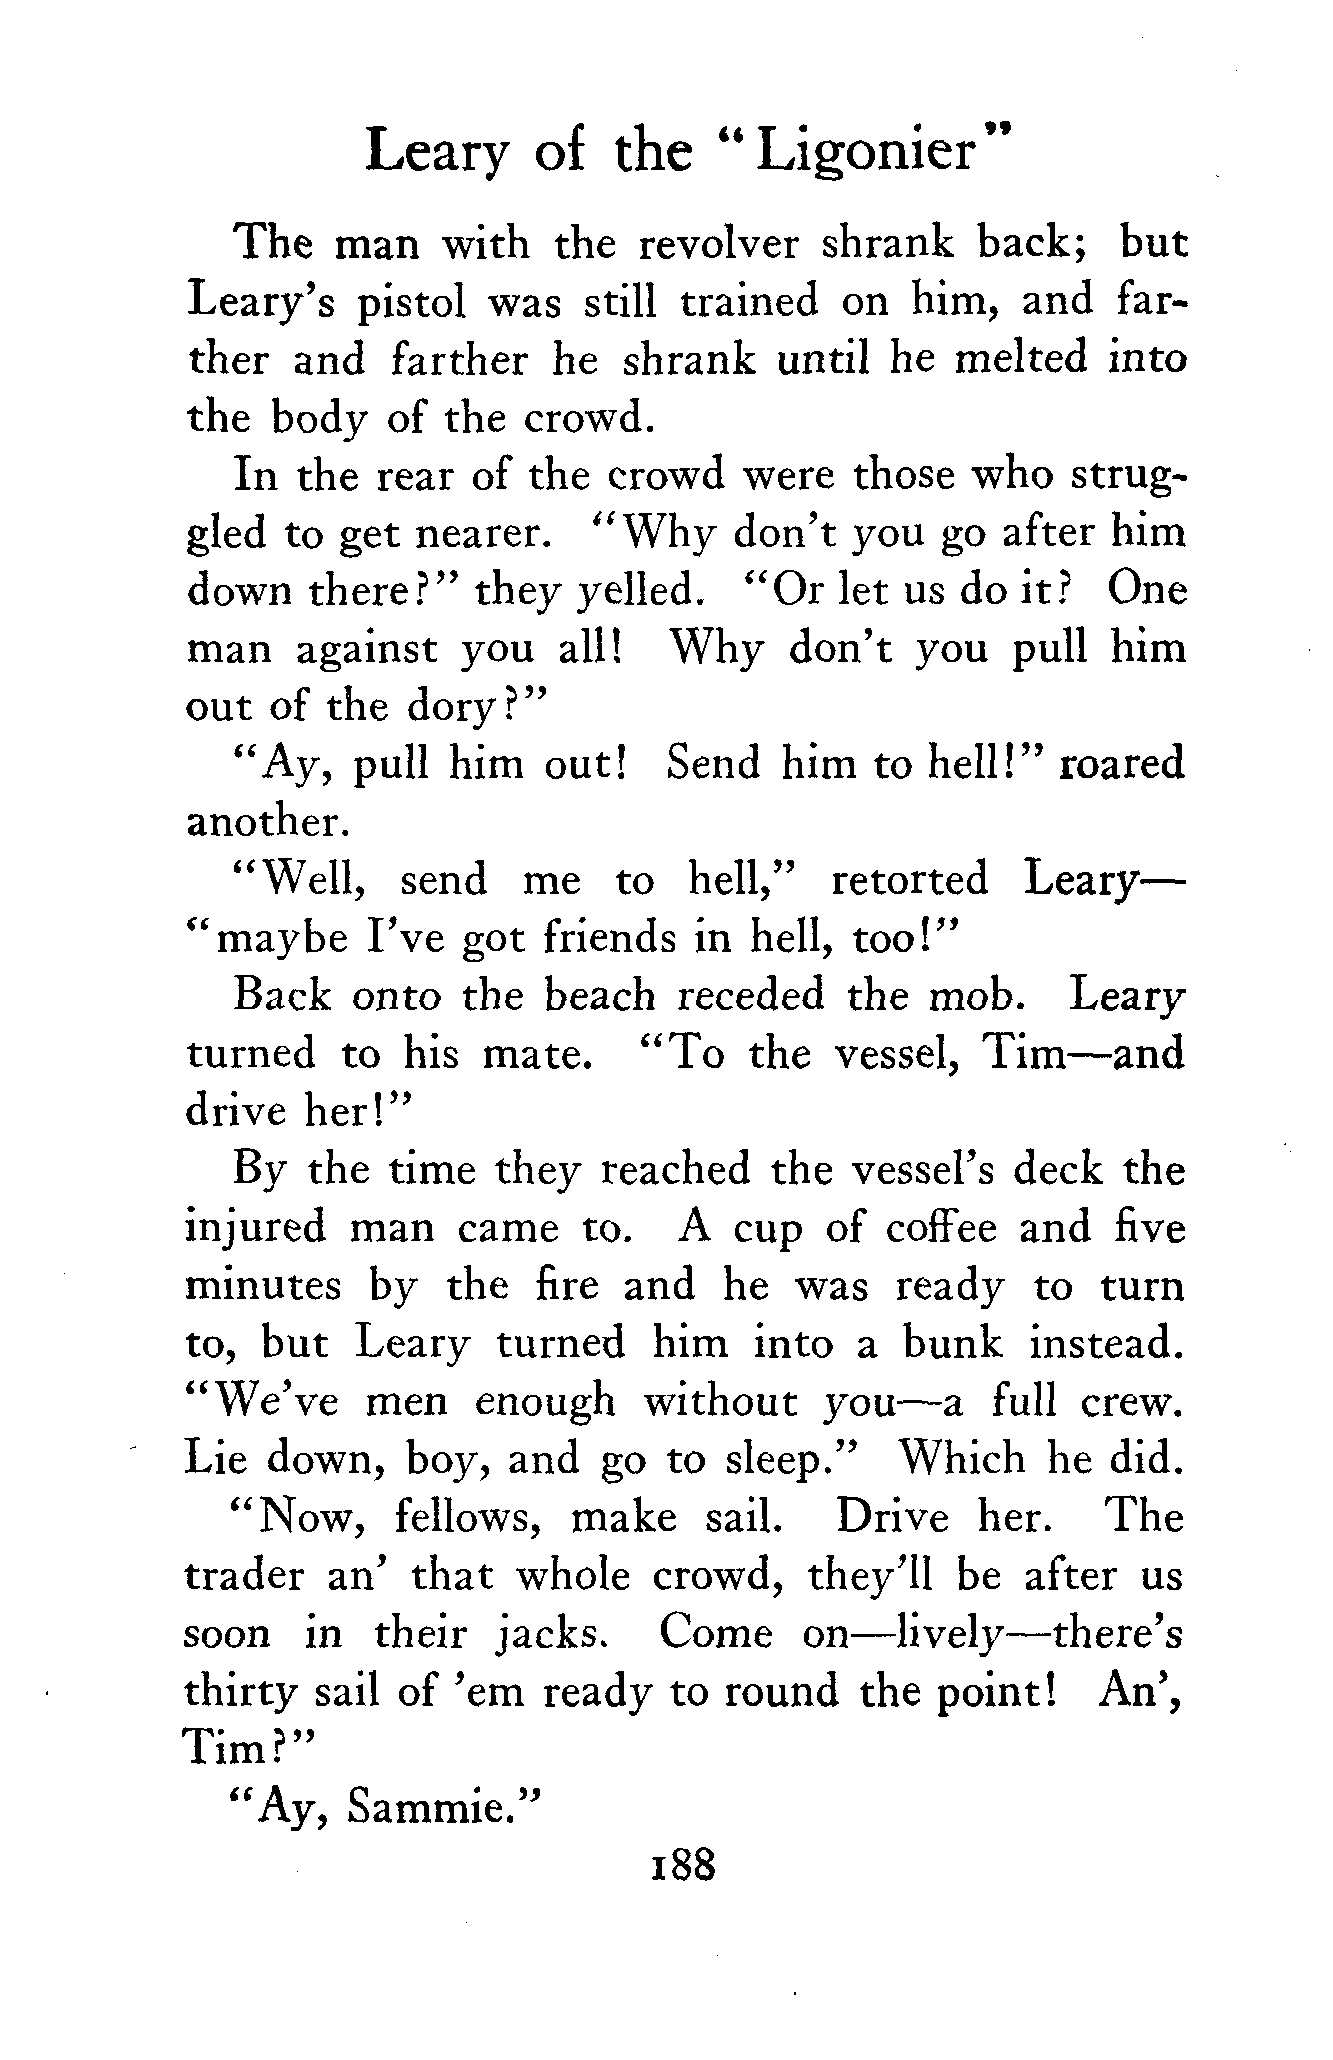 Leary of the "Ligonier"
The man with the revolver shrank back; but
Leary's pistol was still trained on him, and far-
ther and farther he shrank until he melted into
the body of the crowd.
In the rear of the crowd were those who strug-
gled to get nearer. "Why don't you go after him
down there?" they yelled. "Or let us do it? One
man against you all! Why don't you pull him
out of the dory?"
"Ay, pull him out! Send him to hell!" roared
another.
"Well, send me to hell," retorted Leary—
"maybe I've got friends in hell, too!"
Back onto the beach receded the mob. Leary
turned to his mate. "To the vessel, Tim—and
drive her!"
By the time they reached the vessel's deck the
injured man came to. A cup of coffee and five
minutes by the fire and he was ready to turn
to, but Leary turned him into a bunk instead.
"We've men enough without you—a full crew.
Lie down, boy, and go to sleep." Which he did.
"Now, fellows, make sail. Drive her. The
trader an' that whole crowd, they'll be after us
soon in their jacks. Come on—lively—there's
thirty sail of 'em ready to round the point! An',
Tim?"
"Ay, Sammie."
188